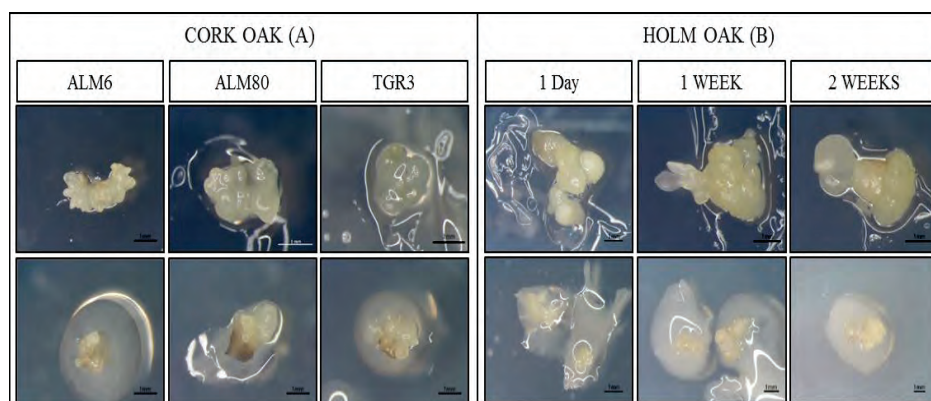 CORK OAK (A)
HOLM OAK (B)
ALM6
ALM80
TGR3
1 Day
1 WEEK
2 WEEKS